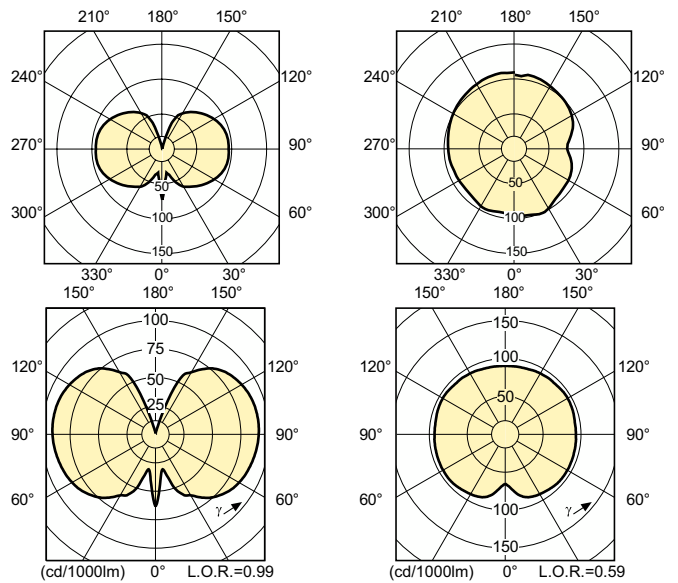 210° 180° 150° 210° 180° 150°
240° 120° 240° 120°
270° 90° 270° 90°
50 50
300° 100 60° 300° 100 60°
150 150
330° 0° 30° 330° 0° 30°
150° 180° 150° 150° 180° 150°
100 150
75
120° 50 120° 120° 100 120°
25 50
90° 90° 90° 90°
60° γ 60° 60° 100 γ 60°
150
(cd/1000lm) 0° L.O.R.=0.99 (cd/1000lm) 0° L.O.R.=0.59